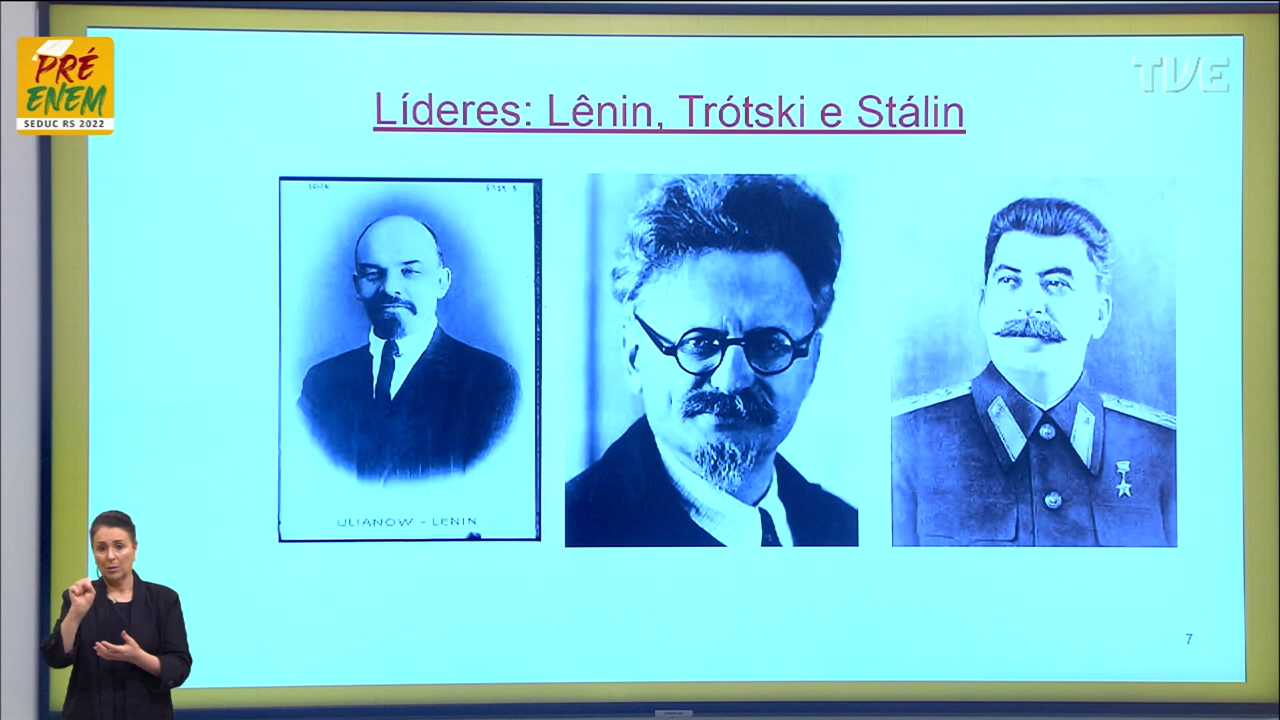 PRÉ
ENEM
SEDUC RS 2022
TVE
Líderes: Lênin, Trótski e Stálin
ULIANOW - LENIN
7